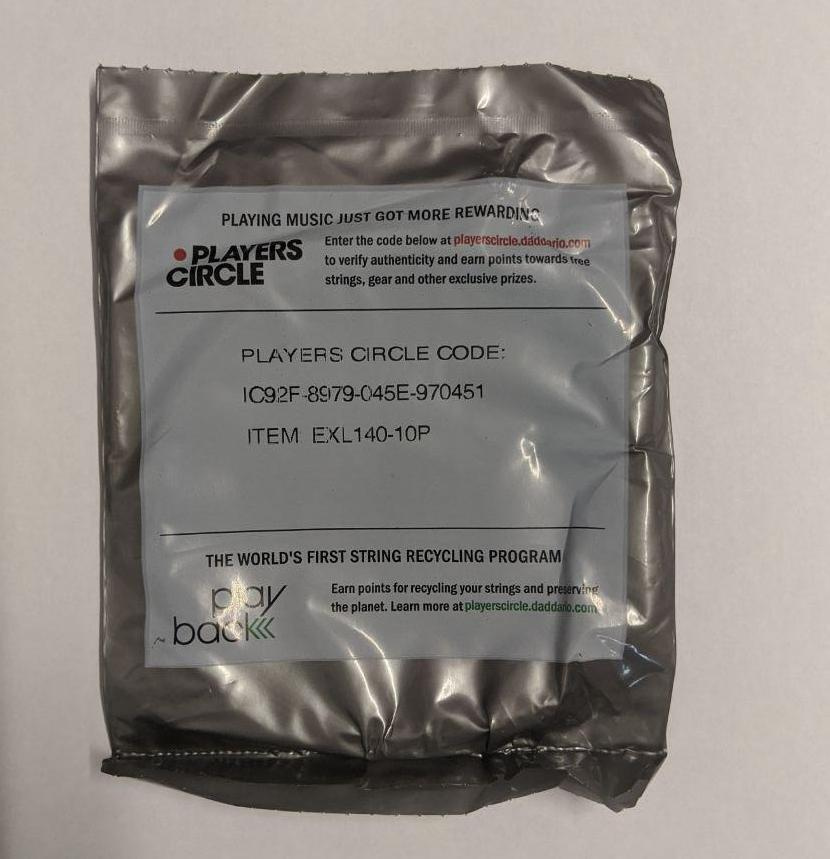 PLAYING MUSIC JUST GOT MORE REWARDING
PLAYERS
CIRCLE
Enter the code below at playerscircle.daddario.com
to verify authenticity and earn points towards free
strings, gear and other exclusive prizes.
PLAYERS CIRCLE CODE:
IC92F-8979-045E-970451
ITEM: EXL140-10P
THE WORLD'S FIRST STRING RECYCLING PROGRAM
play
back
Earn points for recycling your strings and preserving
the planet. Learn more at playerscircle.daddario.com